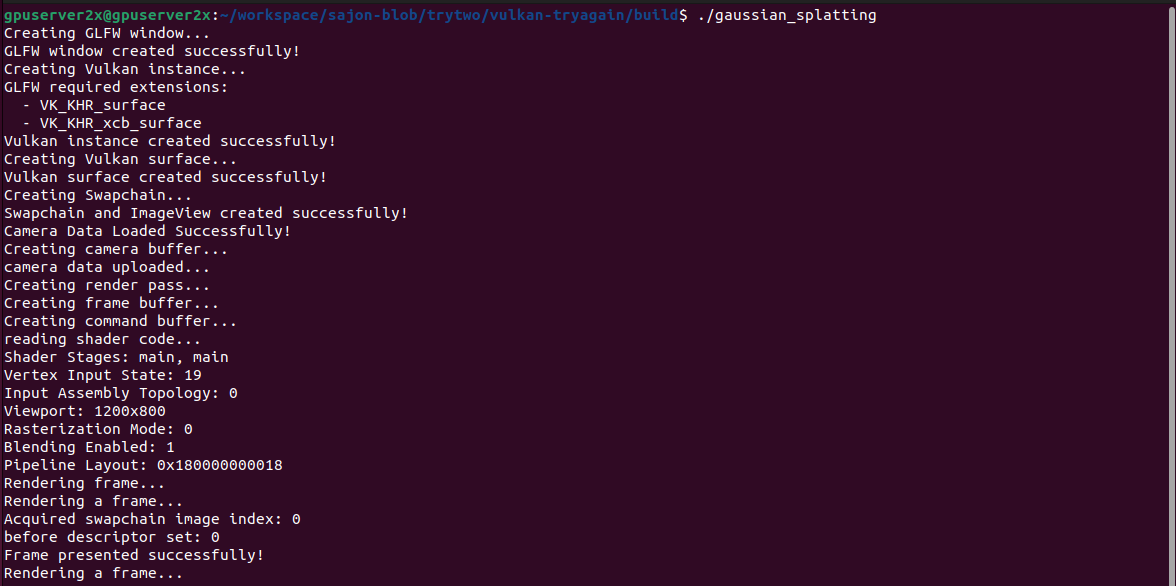 gpuserver2x@gpuserver2x:~/workspace/sajon-blob/trytwo/vulkan-tryagain/build$ ./gaussian_splatting
Creating GLFW window...
GLFW window created successfully!
Creating Vulkan instance...
GLFW required extensions:
  - VK_KHR_surface
  - VK_KHR_xcb_surface
Vulkan instance created successfully!
Creating Vulkan surface...
Vulkan surface created successfully!
Creating Swapchain...
Swapchain and ImageView created successfully!
Camera Data Loaded Successfully!
Creating camera buffer...
camera data uploaded...
Creating render pass...
Creating frame buffer...
Creating command buffer...
reading shader code...
Shader Stages: main, main
Vertex Input State: 19
Input Assembly Topology: 0
Viewport: 1200x800
Rasterization Mode: 0
Blending Enabled: 1
Pipeline Layout: 0x180000000018
Rendering frame...
Rendering a frame...
Acquired swapchain image index: 0
before descriptor set: 0
Frame presented successfully!
Rendering a frame...